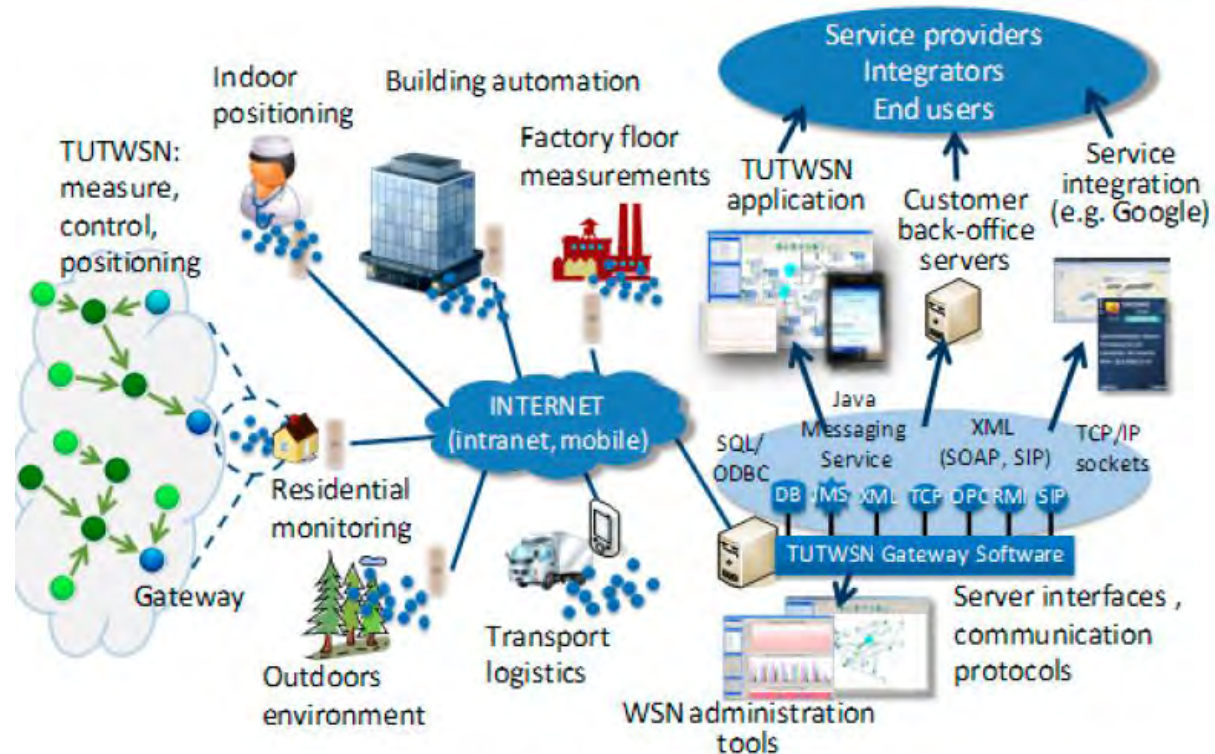 Indoor
positioning
Building automation
Factory floor
measurements
TUTWSN:
measure,
control,
positioning
Residential
monitoring
Gateway
Outdoors
environment
Transport
logistics
INTERNET
(intranet, mobile)
Service providers
Integrators
End users
TUTWSN
application
Customer
back-office
servers
Service
integration
(e.g. Google)
SQL/
ODBC
Java
Messaging
Service
XML
(SOAP, SIP)
TCP/IP
sockets
DB JMS XML TCP OPC RMI SIP
TUTWSN Gateway Software
Server interfaces ,
communication
protocols
WSN administration
tools